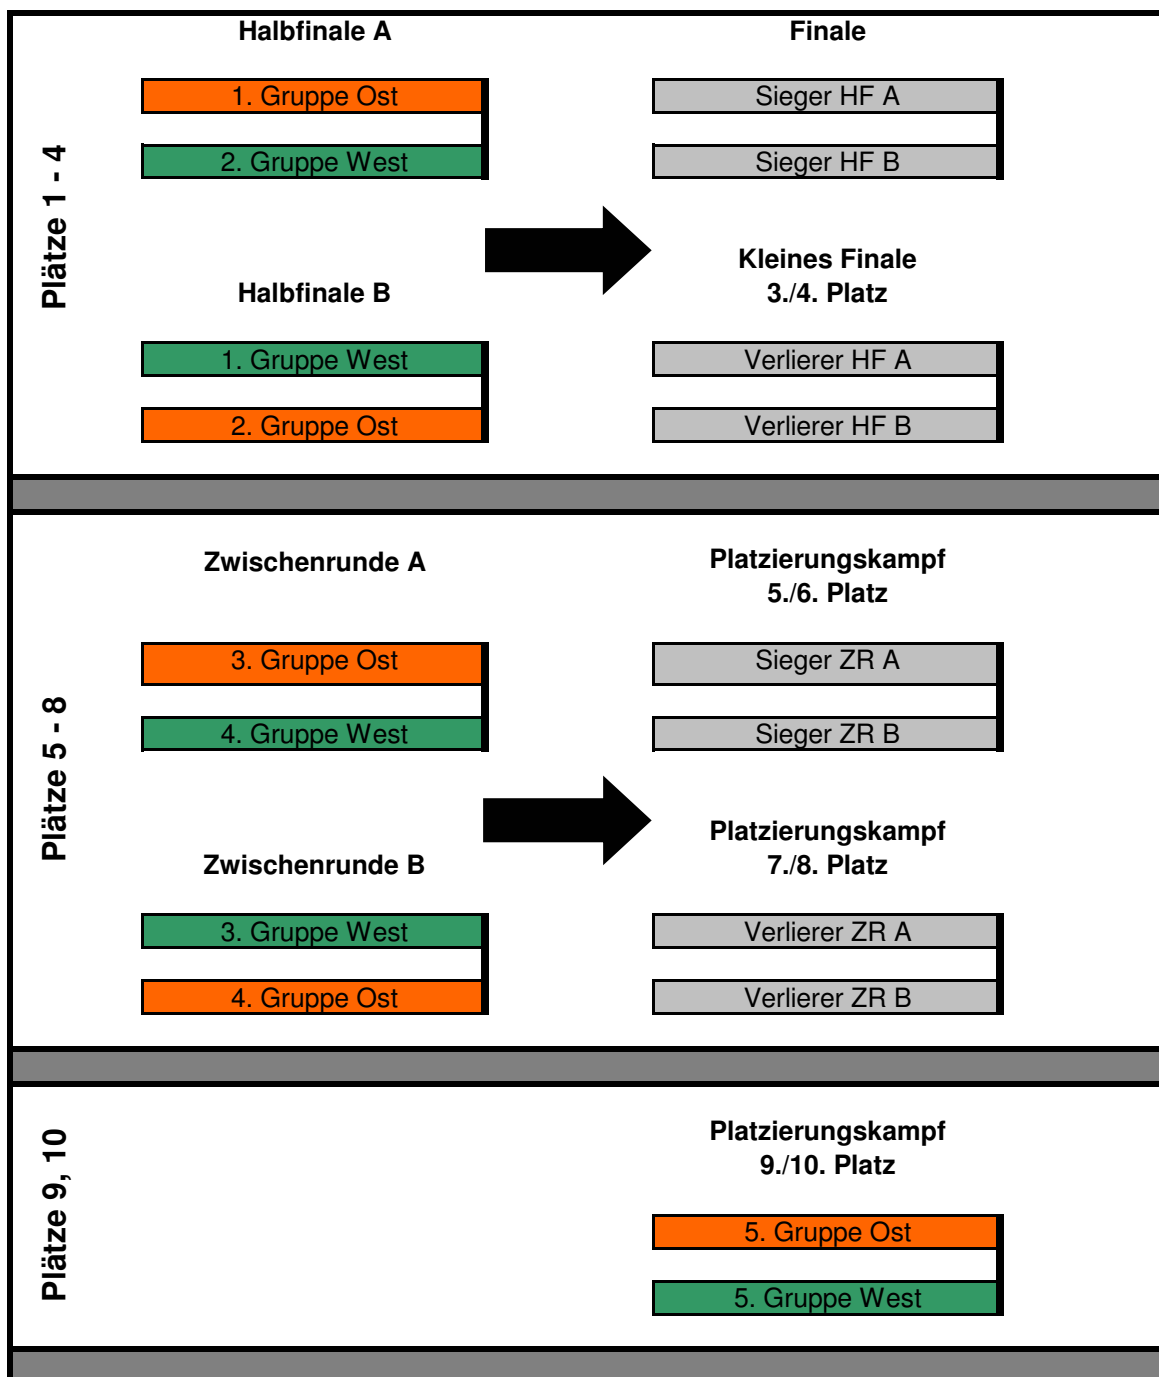 Plätze 1 - 4
Halbfinale A
Finale
1. Gruppe Ost
Sieger HF A
2. Gruppe West
Sieger HF B
Kleines Finale
3./4. Platz
Halbfinale B
1. Gruppe West
Verlierer HF A
2. Gruppe Ost
Verlierer HF B
Plätze 5 - 8
Zwischenrunde A
Platzierungskampf
5./6. Platz
3. Gruppe Ost
Sieger ZR A
4. Gruppe West
Sieger ZR B
Platzierungskampf
7./8. Platz
Zwischenrunde B
3. Gruppe West
Verlierer ZR A
4. Gruppe Ost
Verlierer ZR B
Plätze 9, 10
Platzierungskampf
9./10. Platz
5. Gruppe Ost
5. Gruppe West